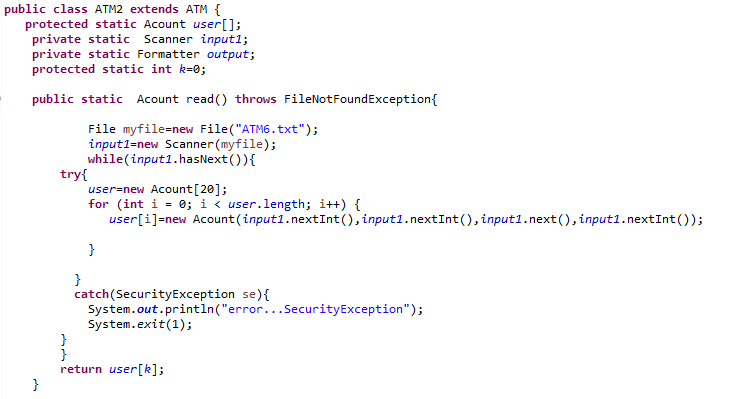 public class ATM2 extends ATM {
protected static Acount user[];
private static  Scanner input1;
private static Formatter output;
protected static int k=0;
public static  Acount read() throws FileNotFoundException{
File myfile=new File("ATM6.txt");
input1=new Scanner(myfile);
while(input1.hasNext()){
try{
user=new Acount[20];
for (int i = 0; i < user.length; i++) {
user[i]=new Acount(input1.nextInt(),input1.nextInt(),input1.next(),input1.nextInt());
}
}
catch(SecurityException se){
System.out.println("error...SecurityException");
System.exit(1);
}
}
return user[k];
}